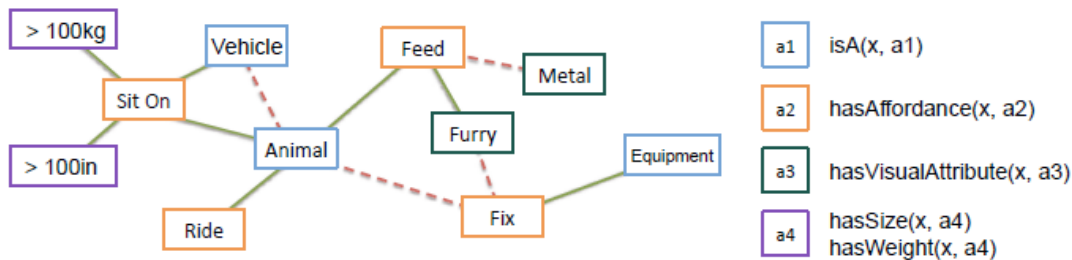 > 100kg
Vehicle
Feed
Metal
Sit On
Furry
Animal
Equipment
> 100in
Ride
Fix
a1 isA(x, a1)
a2 hasAffordance(x, a2)
a3 hasVisualAttribute(x, a3)
a4 hasSize(x, a4)
hasWeight(x, a4)